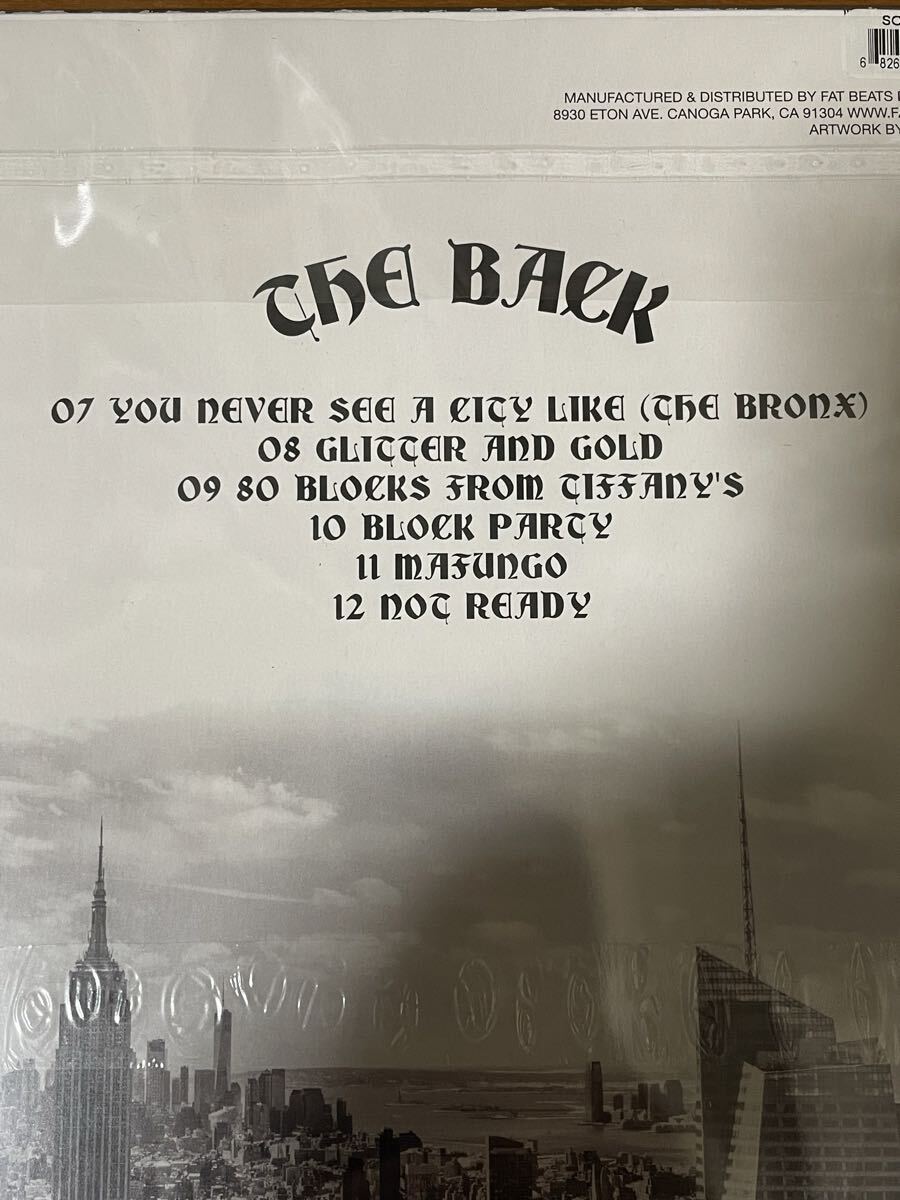 SO
6 826
MANUFACTURED & DISTRIBUTED BY FAT BEATS
8930 ETON AVE. CANOGA PARK, CA 91304 WWW.FA
ARTWORK BY
THE BACK
07 YOU NEVER SEE A CITY LIKE (THE BRONX)
08 GLITTER AND GOLD
09 80 BLOCKS FROM TIFFANY'S
10 BLOCK PARTY
11 MAFUNGO
12 NOT READY